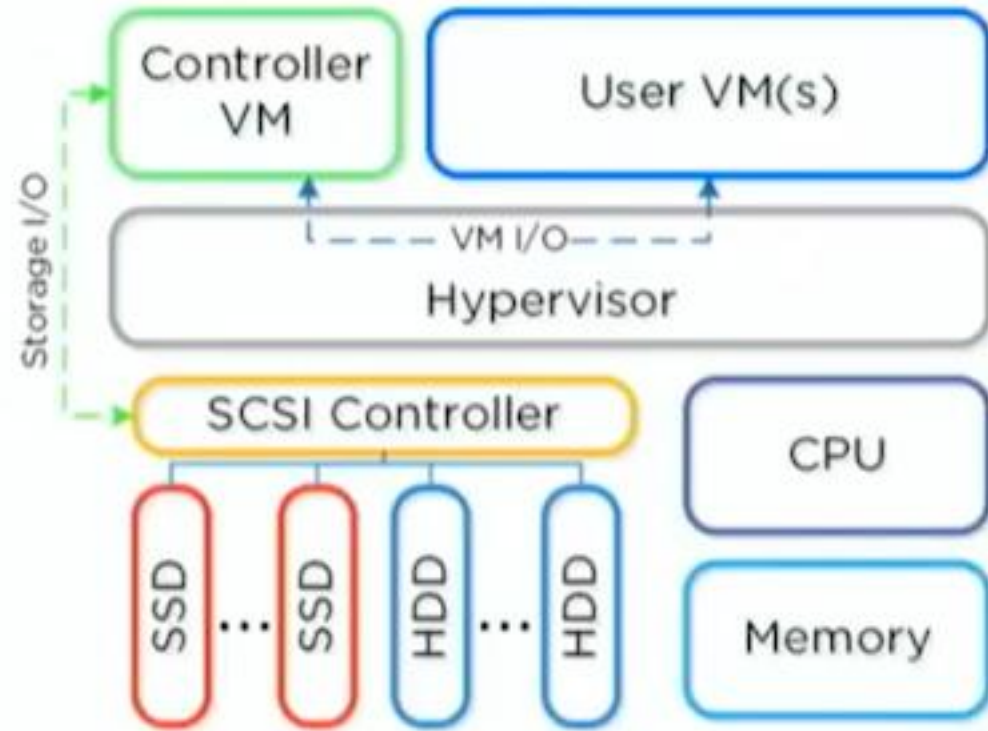 Controller
VM
User VM(s)
Storage I/O
VM I/O
Hypervisor
SCSI Controller
CPU
SSD
...
SSD
HDD
...
HDD
Memory